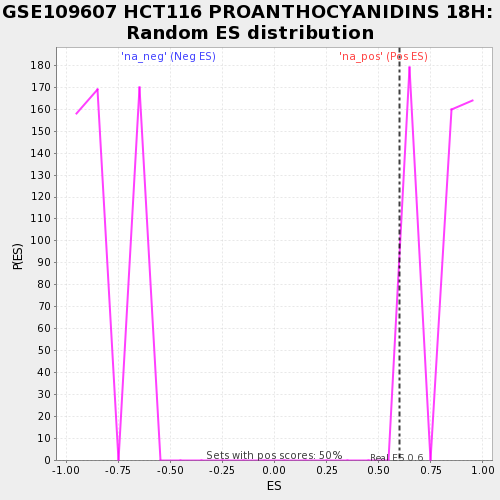 GSE109607 HCT116 PROANTHOCYANIDINS 18H:
Random ES distribution
'na_neg' (Neg ES)
'na_pos' (Pos ES)
180
170
160
150
140
130
120
110
100
90
80
70
60
50
40
30
20
10
0
P(ES)
Sets with pos scores: 50%
Real ES 0.6
-1.00 -0.75 -0.50 -0.25 0.00 0.25 0.50 0.75 1.00
ES